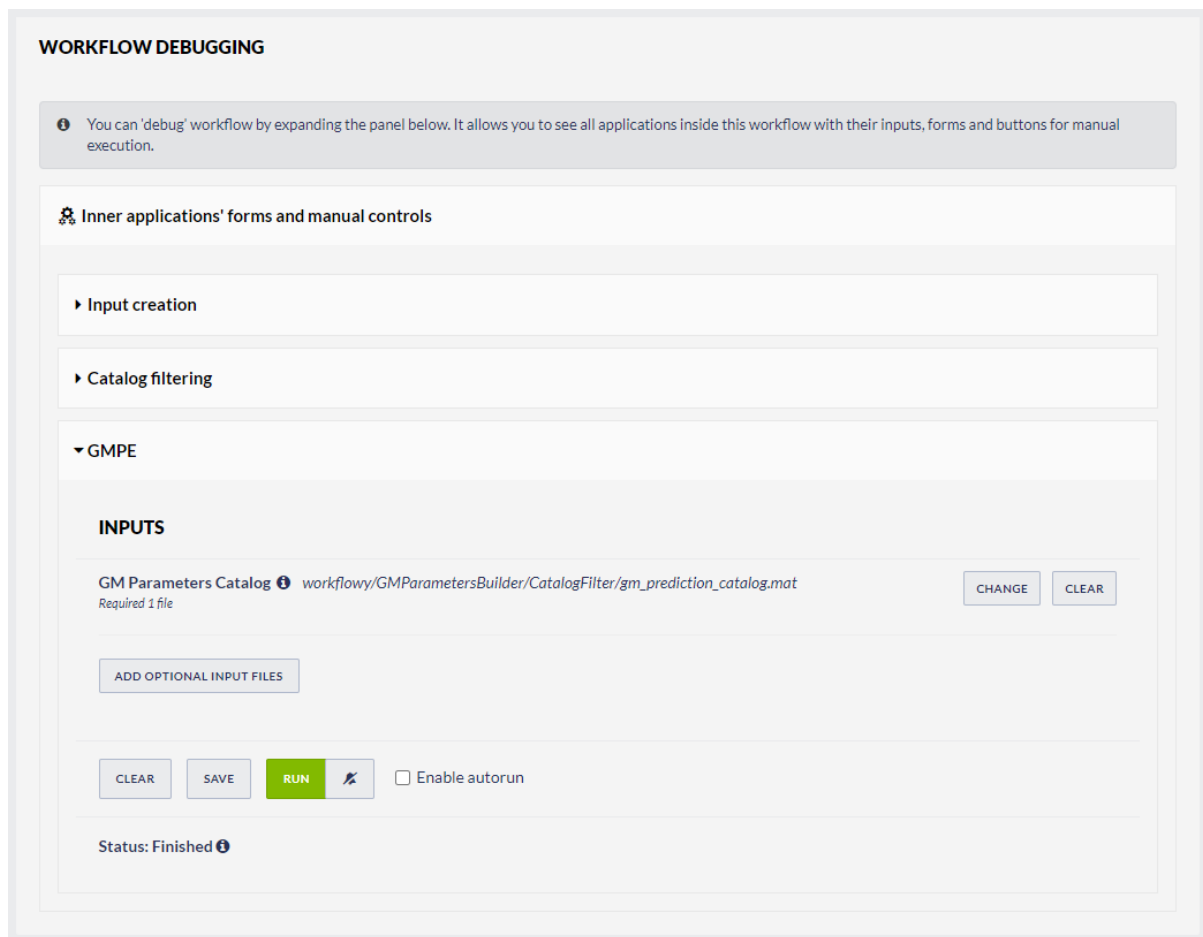 WORKFLOW DEBUGGING
You can 'debug' workflow by expanding the panel below. It allows you to see all applications inside this workflow with their inputs, forms and buttons for manual
execution.
Inner applications' forms and manual controls
Input creation
Catalog filtering
GMPE
INPUTS
GM Parameters Catalog workflowy/GMParametersBuilder/CatalogFilter/gm_prediction_catalog.mat CHANGE CLEAR
Required 1 file
ADD OPTIONAL INPUT FILES
CLEAR SAVE RUN Enable autorun
Status: Finished